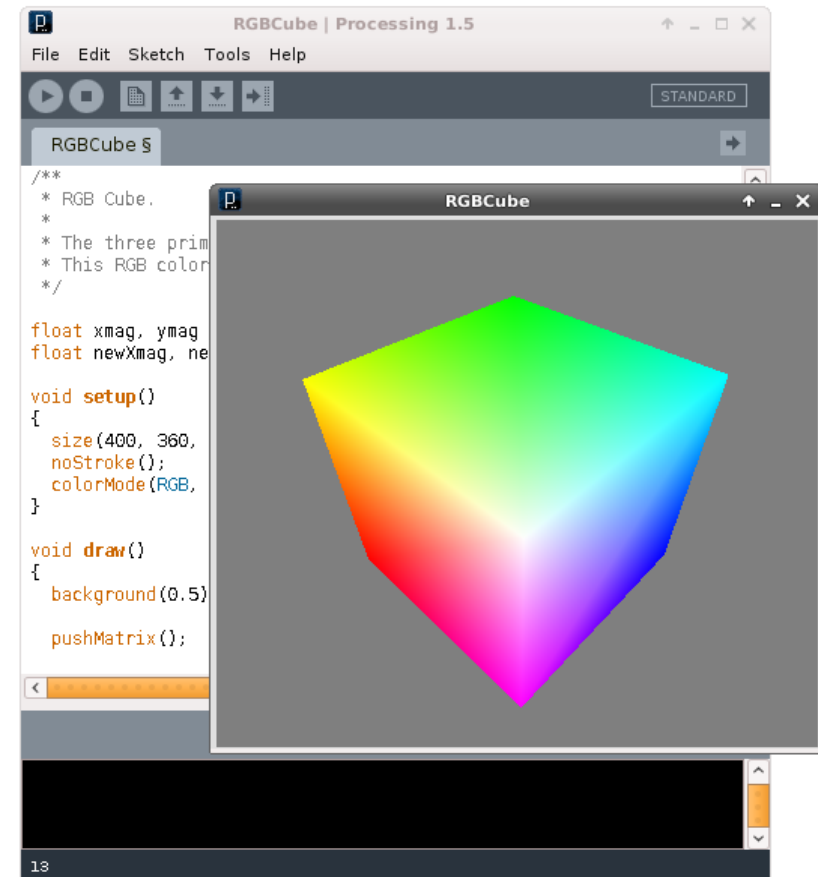 RGBCube | Processing 1.5
File Edit Sketch Tools Help
STANDARD
RGBCube §
/**
* RGB Cube.
*
* The three prim
* This RGB color
*/
float xmag, ymag
float newXmag, ne
void setup()
{
size(400, 360,
noStroke();
colorMode(RGB,
}
void draw()
{
background(0.5)
pushMatrix();
RGBCube
13